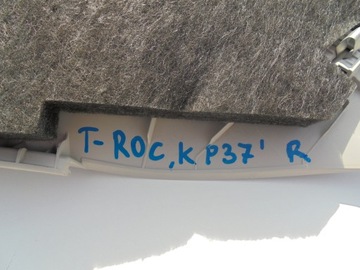 T-ROC, K P37' R